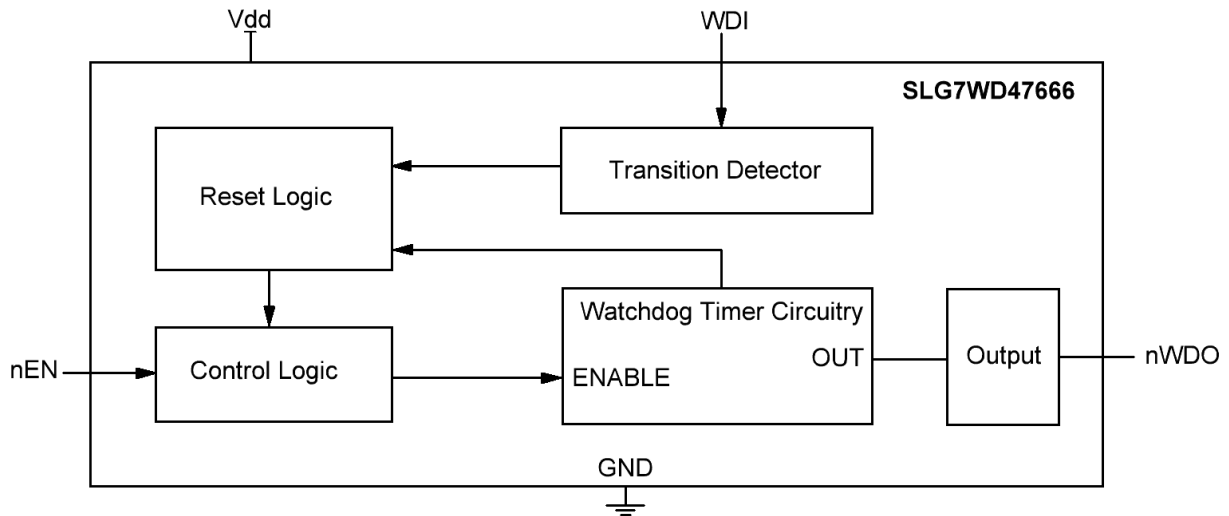 Vdd
WDI
SLG7WD47666
Transition Detector
Reset Logic
Watchdog Timer Circuitry
nEN
Control Logic
ENABLE
OUT
Output
nWDO
GND